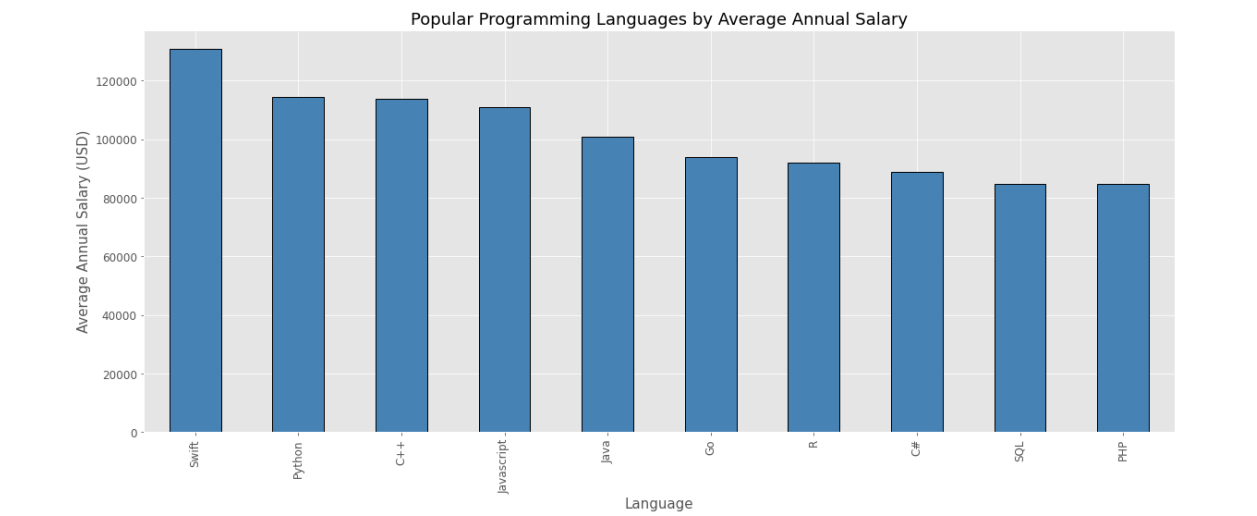 Popular Programming Languages by Average Annual Salary
Average Annual Salary (USD)
120000
100000
80000
60000
40000
20000
0
Swift
Python
C++
Javascript
Java
Go
R
C#
SQL
PHP
Language